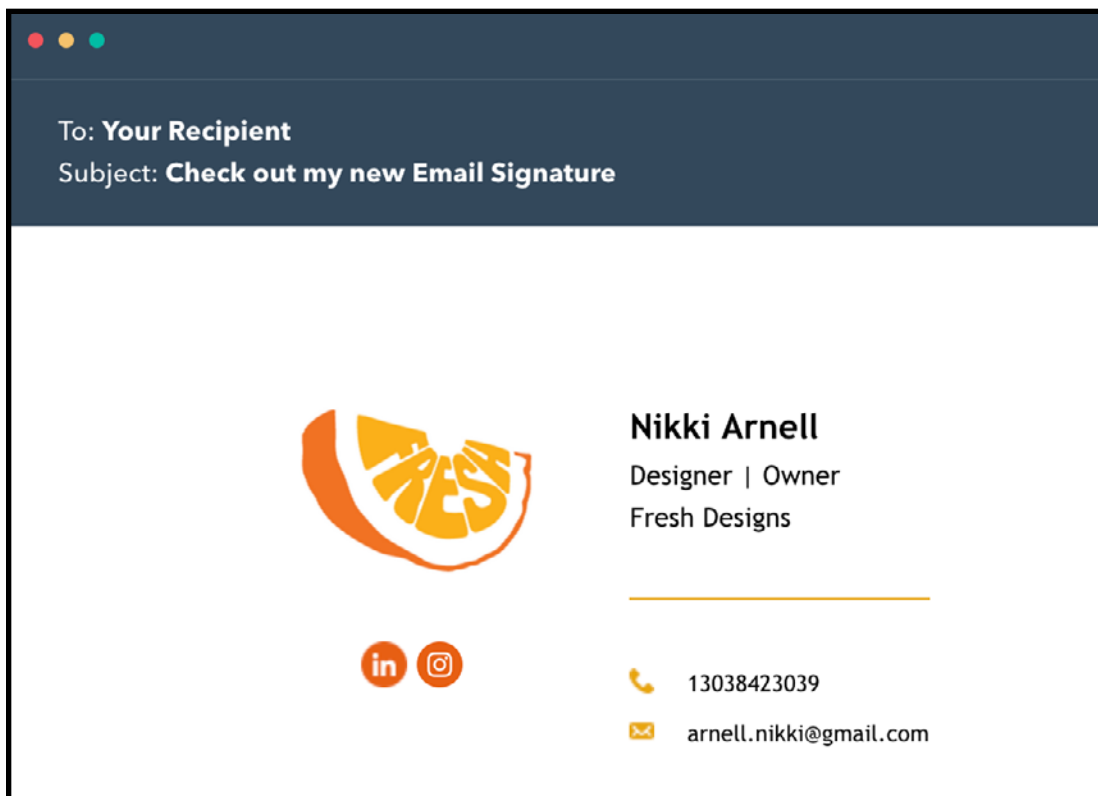 To: Your Recipient
Subject: Check out my new Email Signature
FRESH
Nikki Arnell
Designer | Owner
Fresh Designs
in
13038423039
arnell.nikki@gmail.com